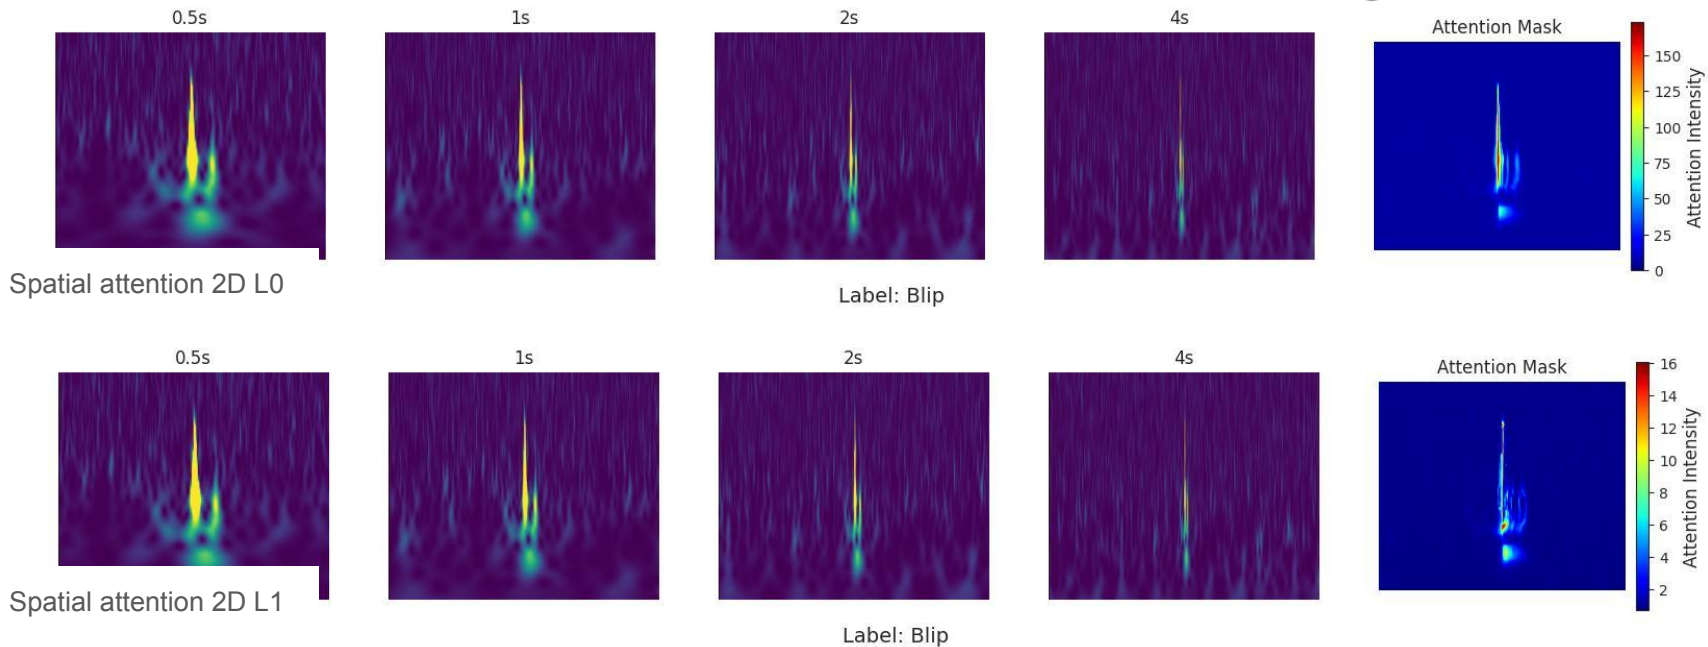 0.5s 1s 2s 4s Attention Mask
150
125
100
75
50
25
0
Attention Intensity
Spatial attention 2D L0
Label: Blip
0.5s 1s 2s 4s Attention Mask
16
14
12
10
8
6
4
2
Attention Intensity
Spatial attention 2D L1
Label: Blip